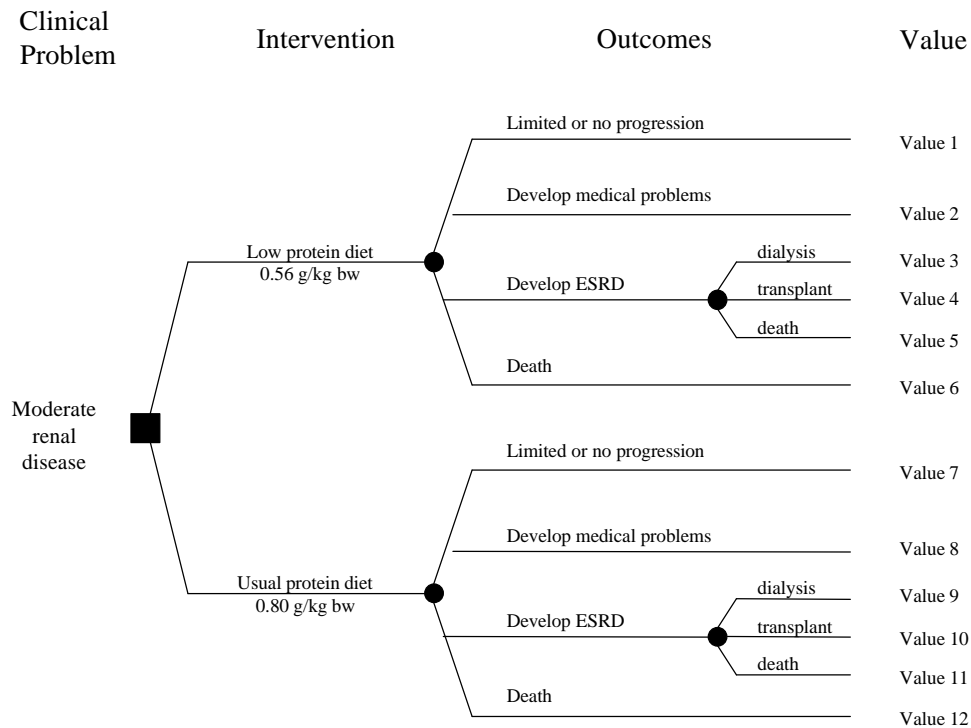 Clinical
Problem
Intervention
Outcomes
Value
Limited or no progression
Value 1
Develop medical problems
Value 2
Low protein diet
0.56 g/kg bw
dialysis
Value 3
Develop ESRD
transplant
Value 4
death
Value 5
Death
Value 6
Moderate
renal
disease
Limited or no progression
Value 7
Develop medical problems
Value 8
Usual protein diet
0.80 g/kg bw
dialysis
Value 9
Develop ESRD
transplant
Value 10
death
Value 11
Death
Value 12